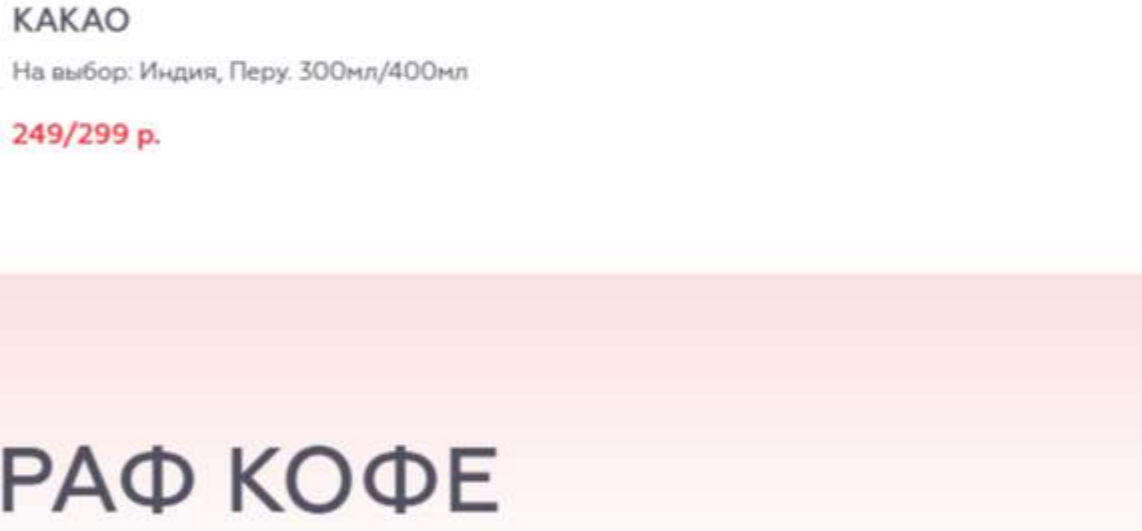 КАКАО
На выбор: Индия, Перу. 300мл/400мл
249/299 р.
РАФ КОФЕ